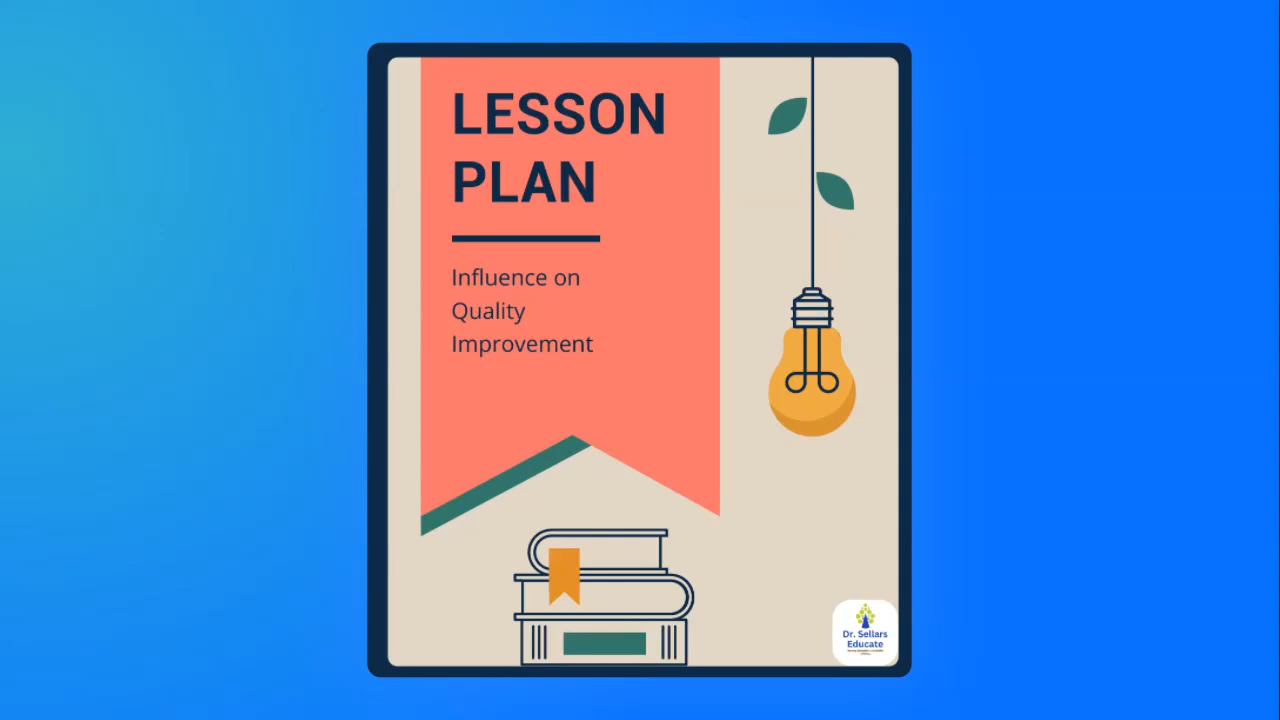 LESSON
PLAN
Influence on
Quality
Improvement
Dr. Sellars
Educate